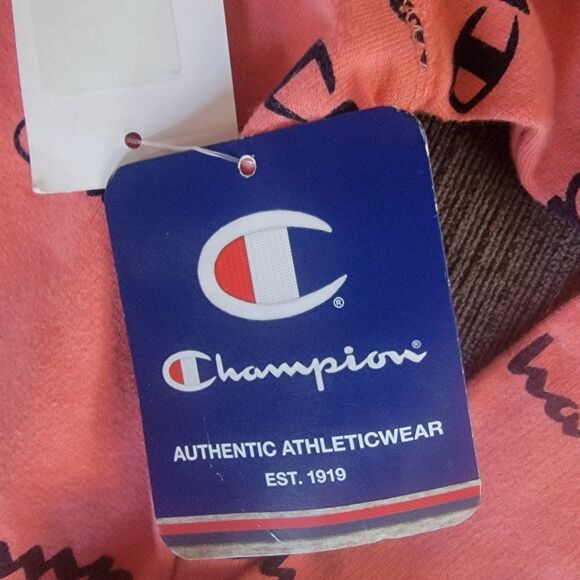 Champion®
AUTHENTIC ATHLETICWEAR
EST. 1919